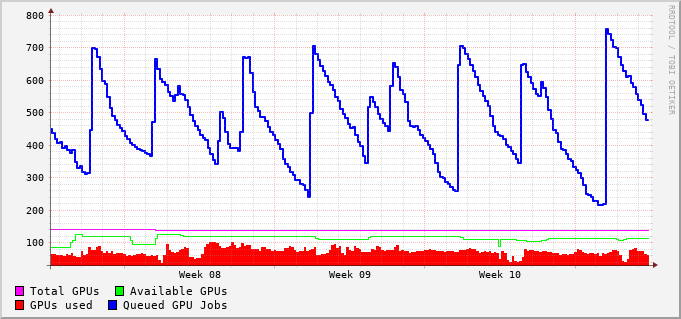 800
700
600
500
400
300
200
100
Week 08 Week 09 Week 10
Total GPUs Available GPUs
GPUs used Queued GPU Jobs
RRDTOOL / TOBI OETIKER